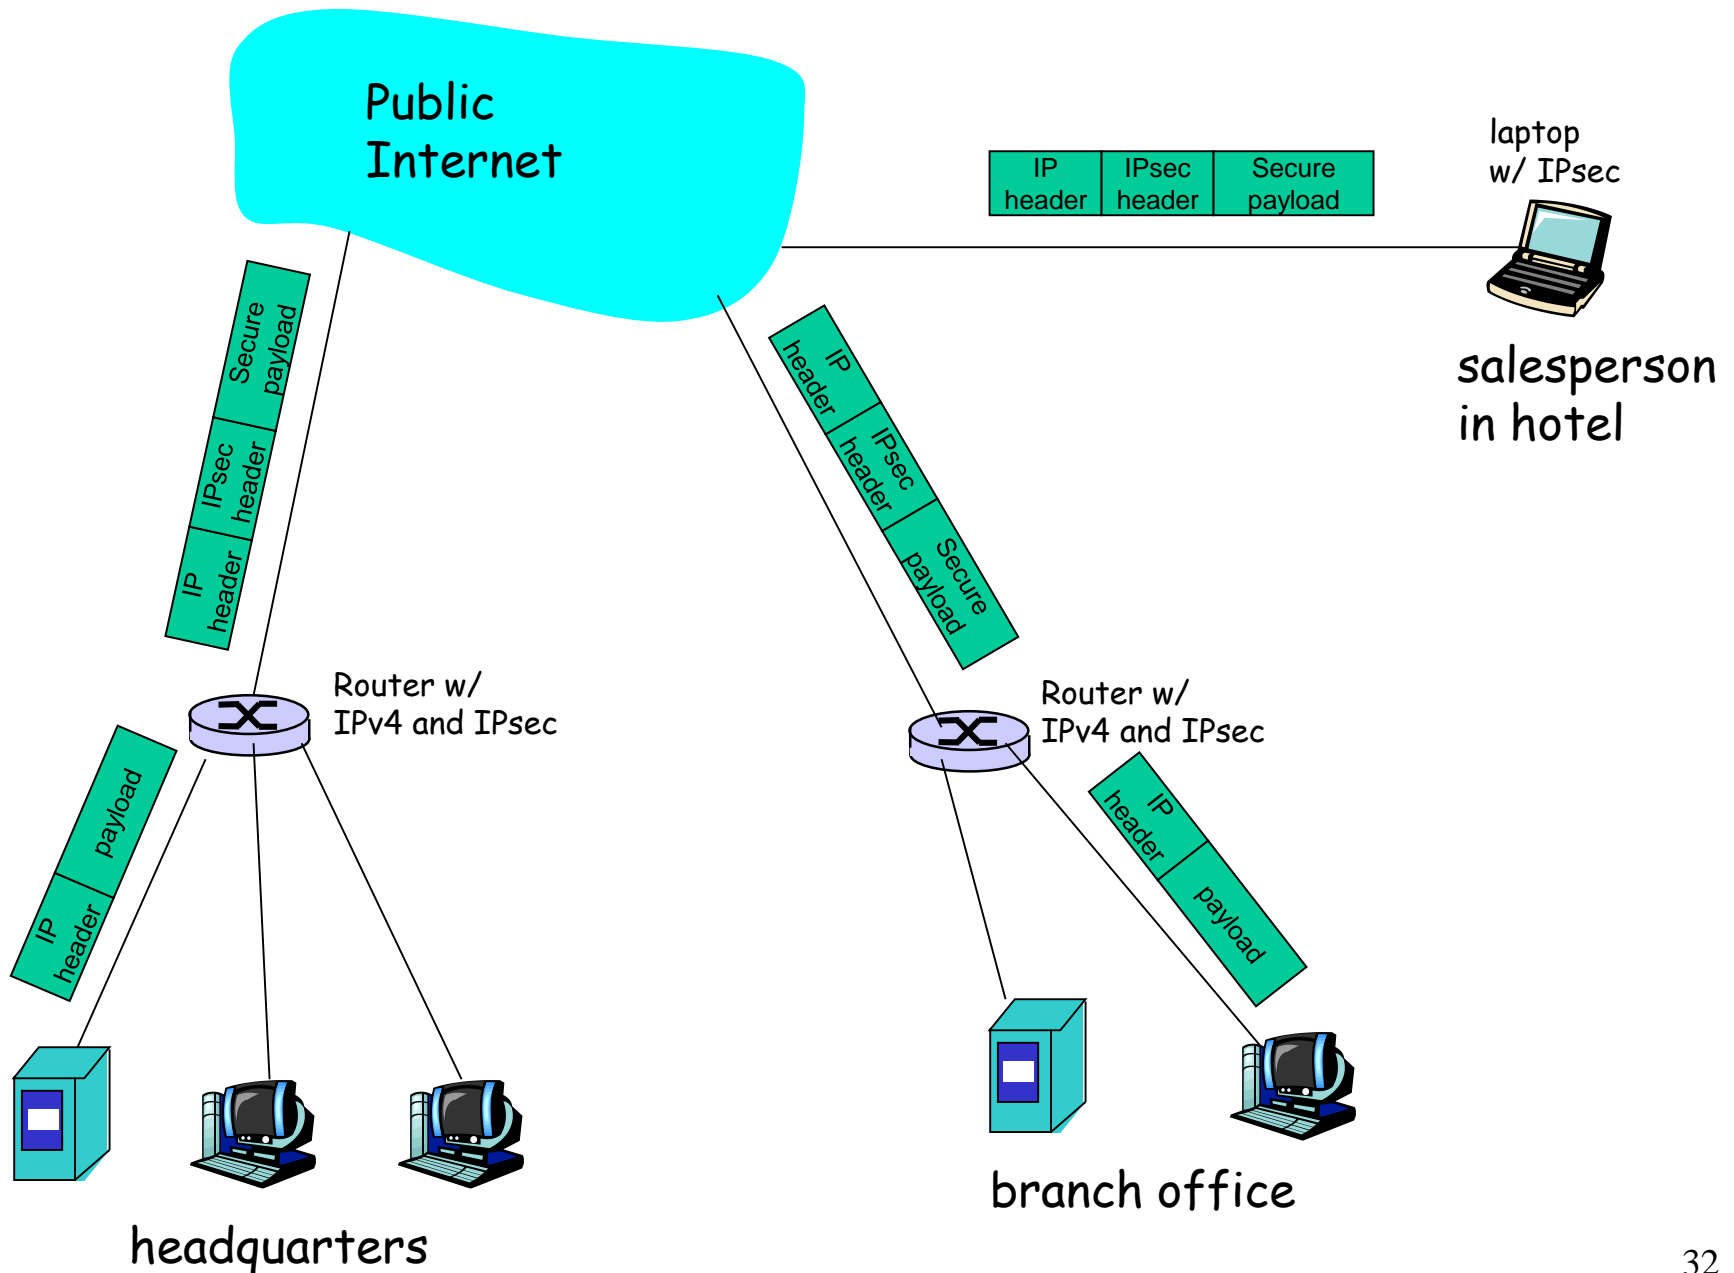 Public
Internet
laptop
w/ IPsec
IP
header
IPsec
header
Secure
payload
salesperson
in hotel
Secure
payload
IPsec
header
IP
header
IP
header
IPsec
header
Secure
payload
Router w/
IPv4 and IPsec
Router w/
IPv4 and IPsec
payload
IP
header
IP
header
payload
branch office
headquarters
32